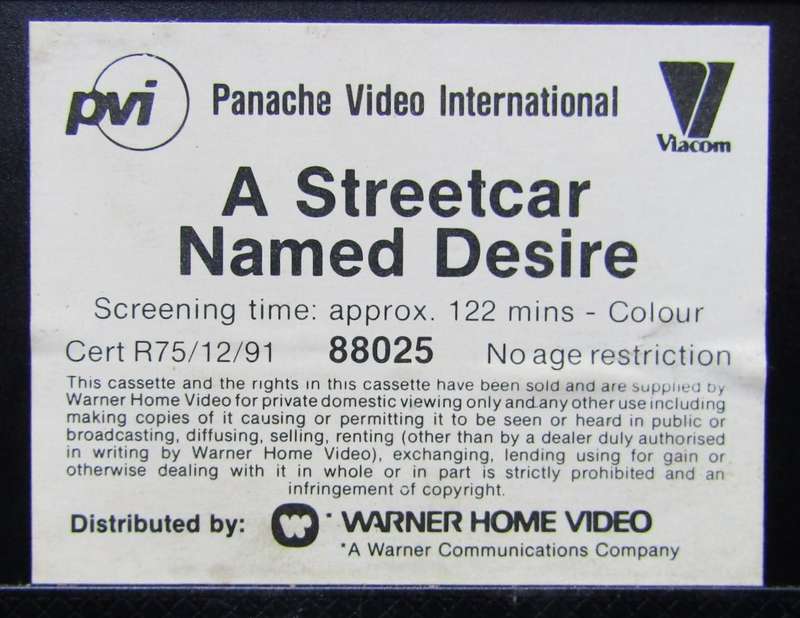 pvi Panache Video International
Viacom
A Streetcar
Named Desire
Screening time: approx. 122 mins - Colour
Cert R75/12/91 88025 No age restriction
This cassette and the rights in this cassette have been sold and are supplied by
Warner Home Video for private domestic viewing only and any other use including
making copies of it causing or permitting it to be seen or heard in public or
broadcasting, diffusing, selling, renting (other than by a dealer duly authorised
in writing by Warner Home Video), exchanging, lending using for gain or
otherwise dealing with it in whole or in part is strictly prohibited and an
infringement of copyright.
Distributed by: * WARNER HOME VIDEO
*A Warner Communications Company